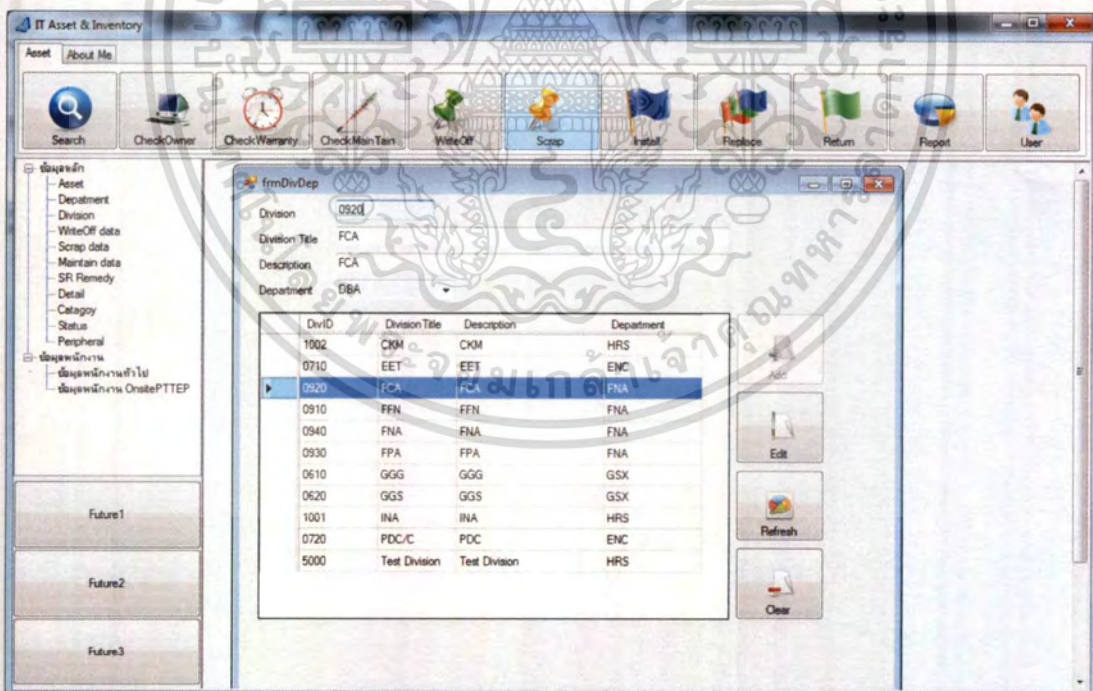 IT Asset & Inventory
Asset About Me
Search CheckOwner CheckWarranty CheckMainTain WriteOff Scrap Install Replace Return Report User
ข้อมูลหลัก
Asset
Depatment
Division
WriteOff data
Scrap data
Maintain data
SR Remedy
Detail
Catagoy
Status
Peripheral
ข้อมูลพนักงาน
ข้อมูลพนักงานทั่วไป
ข้อมูลพนักงาน OnsitePTTEP
Future1
Future2
Future3
frmDivDep
Division 0920
Division Title FCA
Description FCA
Department DBA
DivID Division Title Description Department
1002 CKM CKM HRS
0710 EET EET ENC
0920 FCA FCA FNA
0910 FFN FFN FNA
0940 FNA FNA FNA
0930 FPA FPA FNA
0610 GGG GGG GSX
0620 GGS GGS GSX
1001 INA INA HRS
0720 PDC/C PDC ENC
5000 Test Division Test Division HRS
Add
Edit
Refresh
Clear